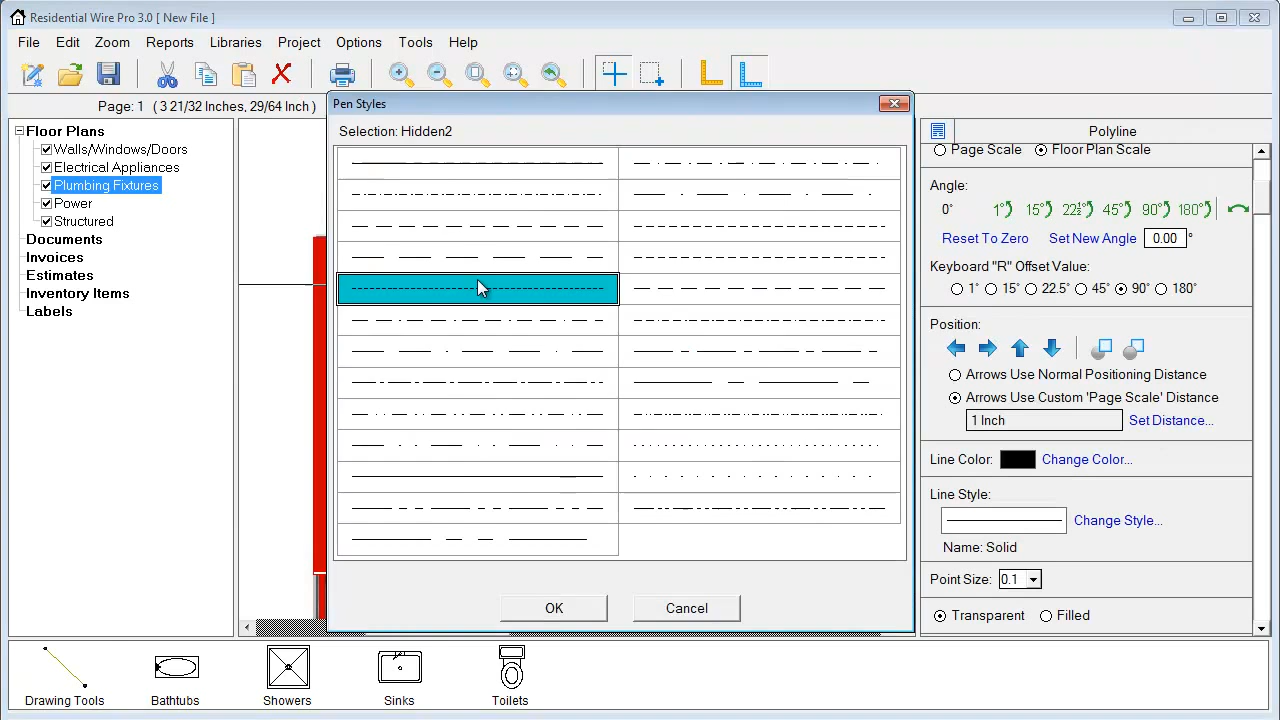 Residential Wire Pro 3.0 [ New File ]
File Edit Zoom Reports Libraries Project Options Tools Help
Page: 1 ( 3 21/32 Inches, 29/64 Inch )
Floor Plans
Walls/Windows/Doors
Electrical Appliances
Plumbing Fixtures
Power
Structured
Documents
Invoices
Estimates
Inventory Items
Labels
Pen Styles
Selection: Hidden2
OK Cancel
Polyline
Page Scale Floor Plan Scale
Angle:
0° 1° 15° 22½° 45° 90° 180°
Reset To Zero Set New Angle 0.00 °
Keyboard "R" Offset Value:
1° 15° 22.5° 45° 90° 180°
Position:
Arrows Use Normal Positioning Distance
Arrows Use Custom 'Page Scale' Distance
1 Inch Set Distance...
Line Color: Change Color...
Line Style:
Change Style...
Name: Solid
Point Size: 0.1
Transparent Filled
Drawing Tools Bathtubs Showers Sinks Toilets